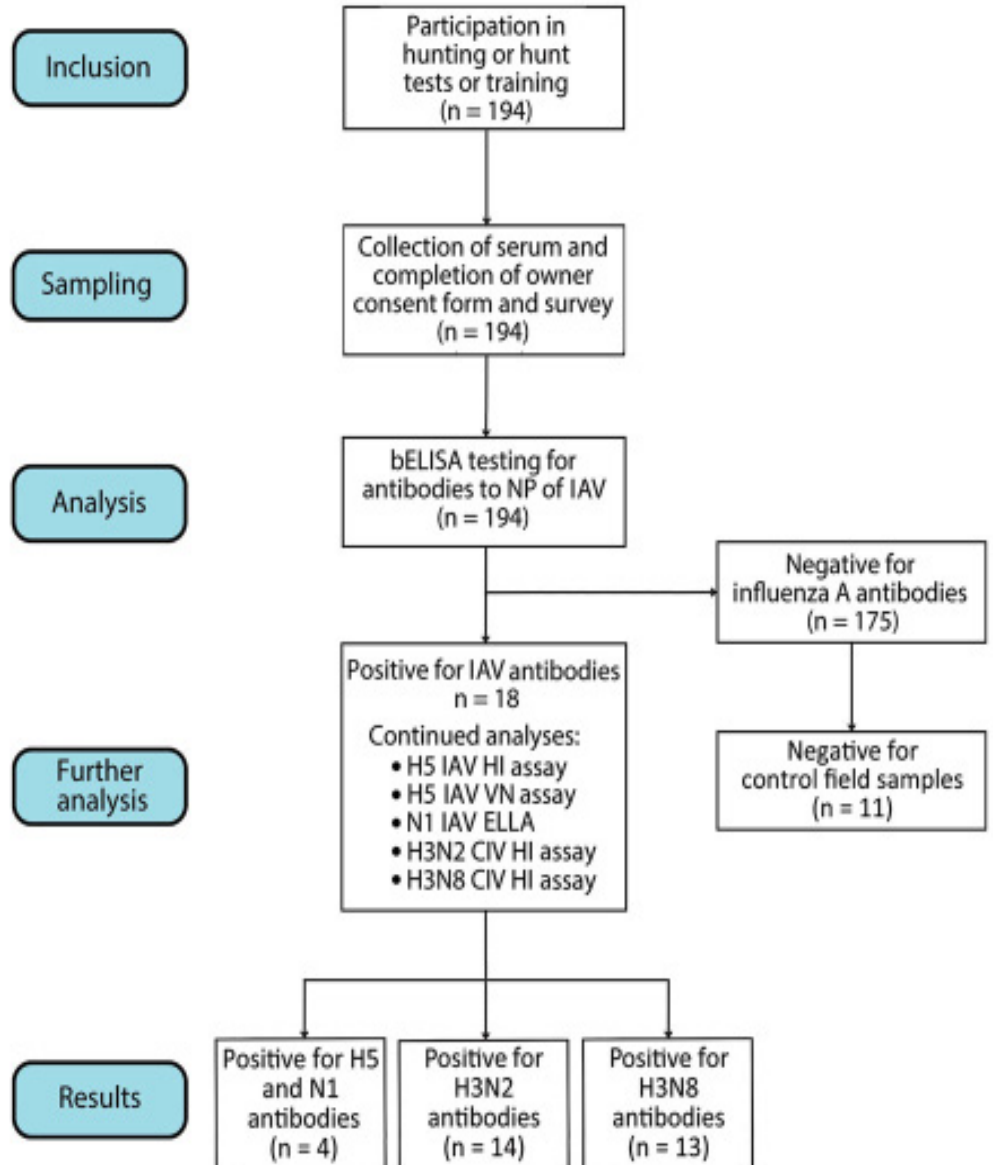 Inclusion
Participation in
hunting or hunt
tests or training
(n = 194)
Sampling
Collection of serum and
completion of owner
consent form and survey
(n = 194)
Analysis
bELISA testing for
antibodies to NP of IAV
(n = 194)
Negative for
influenza A antibodies
(n = 175)
Further
analysis
Positive for IAV antibodies
n = 18
Continued analyses:
• H5 IAV HI assay
• H5 IAV VN assay
• N1 IAV ELLA
• H3N2 CIV HI assay
• H3N8 CIV HI assay
Negative for
control field samples
(n = 11)
Results
Positive for H5
and N1
antibodies
(n = 4)
Positive for
H3N2
antibodies
(n = 14)
Positive for
H3N8
antibodies
(n = 13)